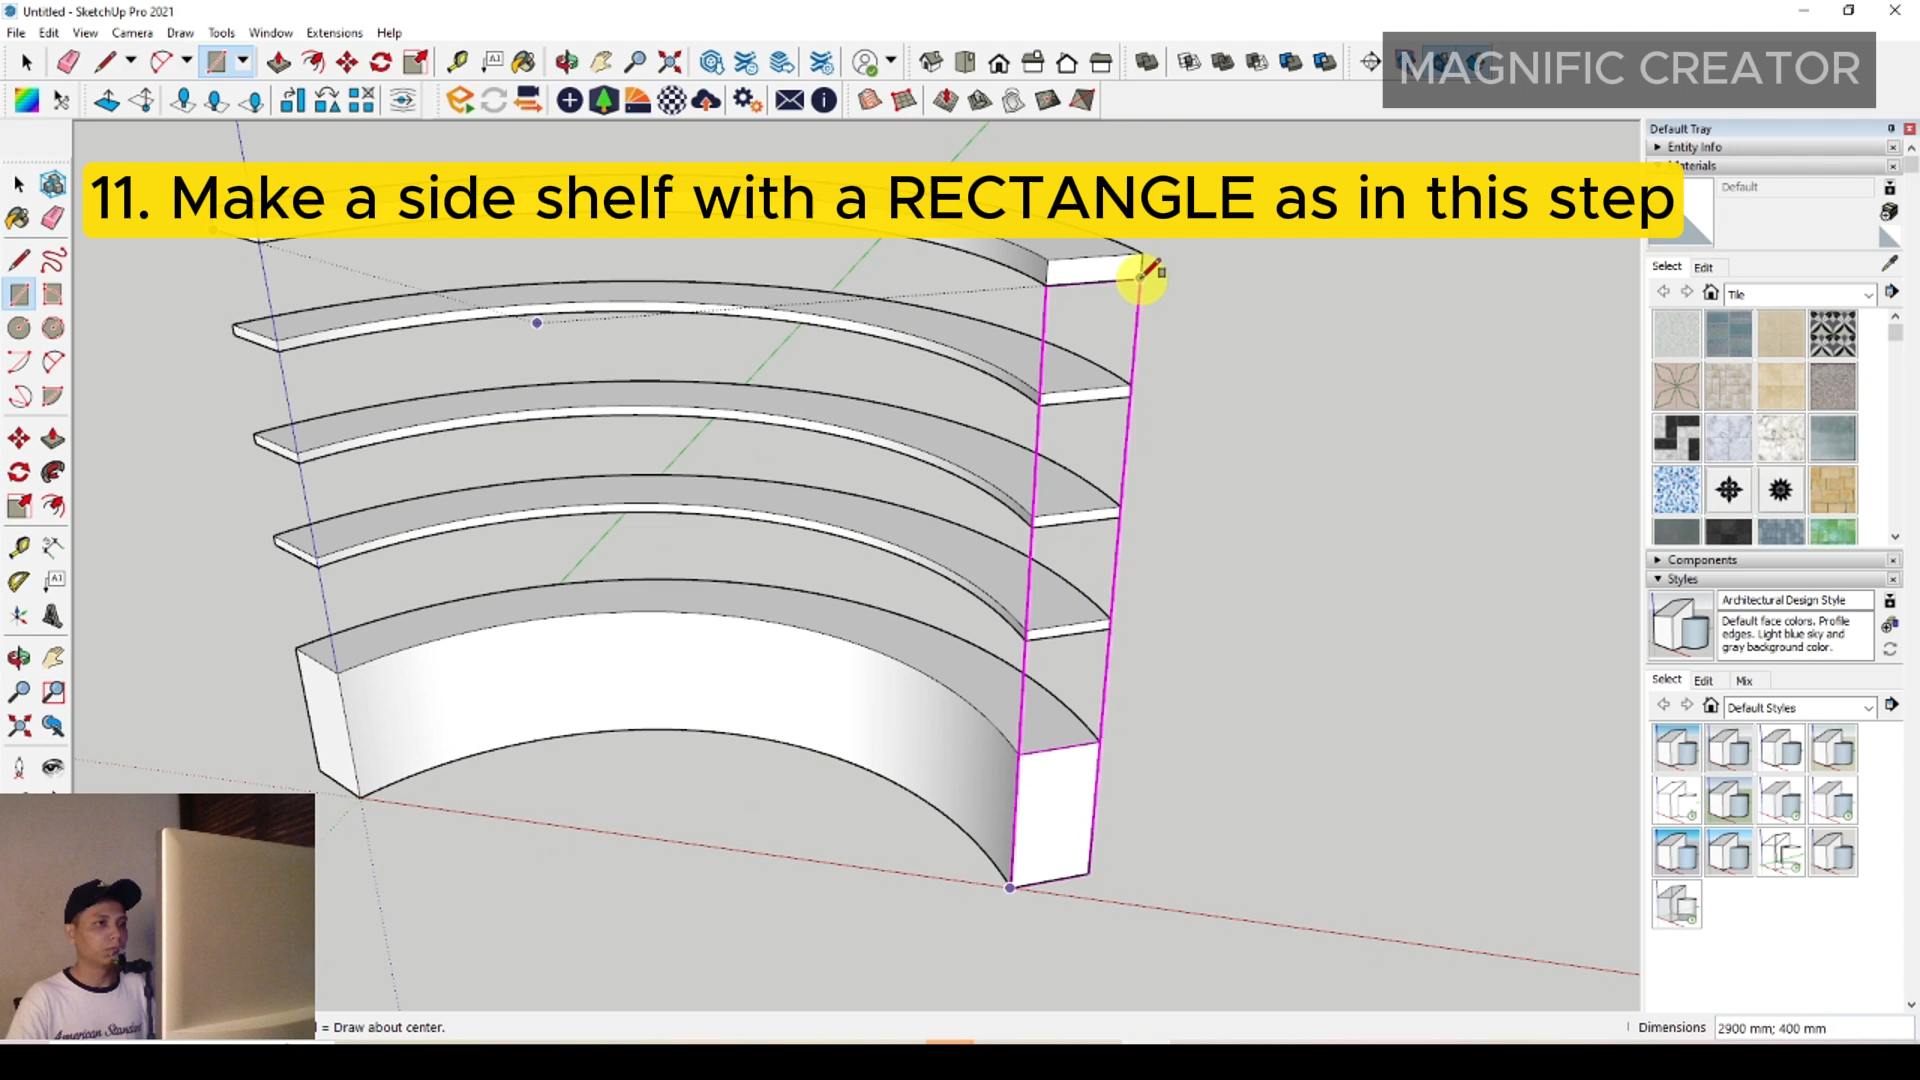 Untitled - SketchUp Pro 2021
File Edit View Camera Draw Tools Window Extensions Help
MAGNIFIC CREATOR
Default Tray
Entity Info
Materials
11. Make a side shelf with a RECTANGLE as in this step
Default
Select Edit
Tile
Components
Styles
Architectural Design Style
Default face colors. Profile
edges. Light blue sky and
gray background color.
Select Edit Mix
Default Styles
American Standard
= Draw about center.
Dimensions 2900 mm; 400 mm